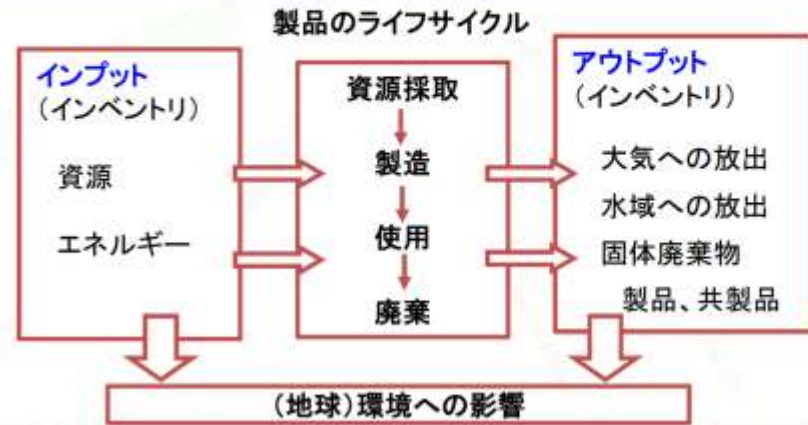 製品のライフサイクル
インプット
（インベントリ）
資源
エネルギー
資源採取
製造
使用
廃棄
アウトプット
（インベントリ）
大気への放出
水域への放出
固体廃棄物
製品、共製品
（地球）環境への影響